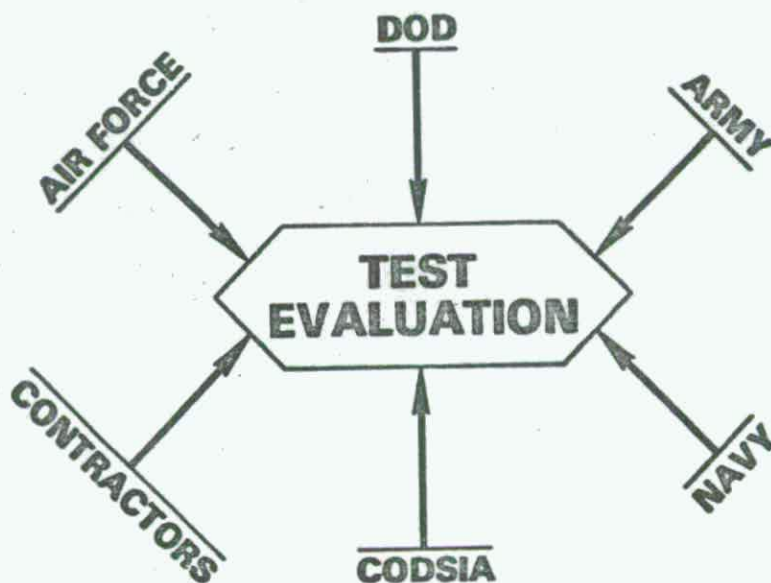 DOD
AIR FORCE
ARMY
TEST
EVALUATION
CONTRACTORS
CODSIA
NAVY